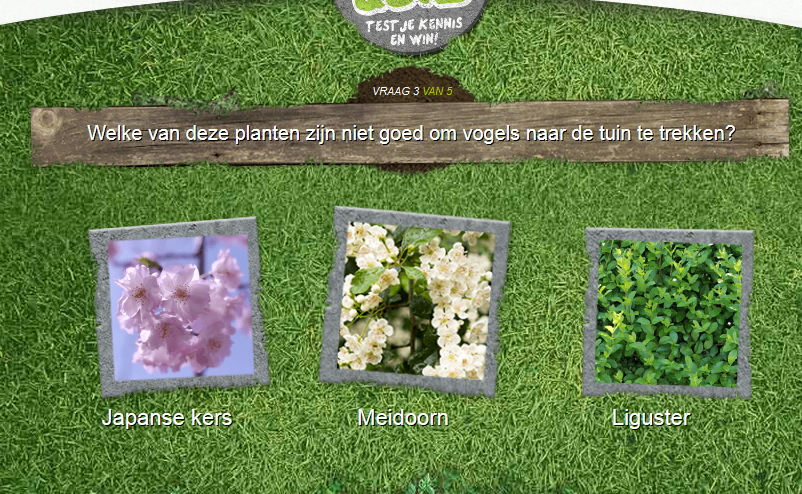 TEST JE KENNIS
EN WIN!
VRAAG 3 VAN 5
Welke van deze planten zijn niet goed om vogels naar de tuin te trekken?
Japanse kers
Meidoorn
Liguster